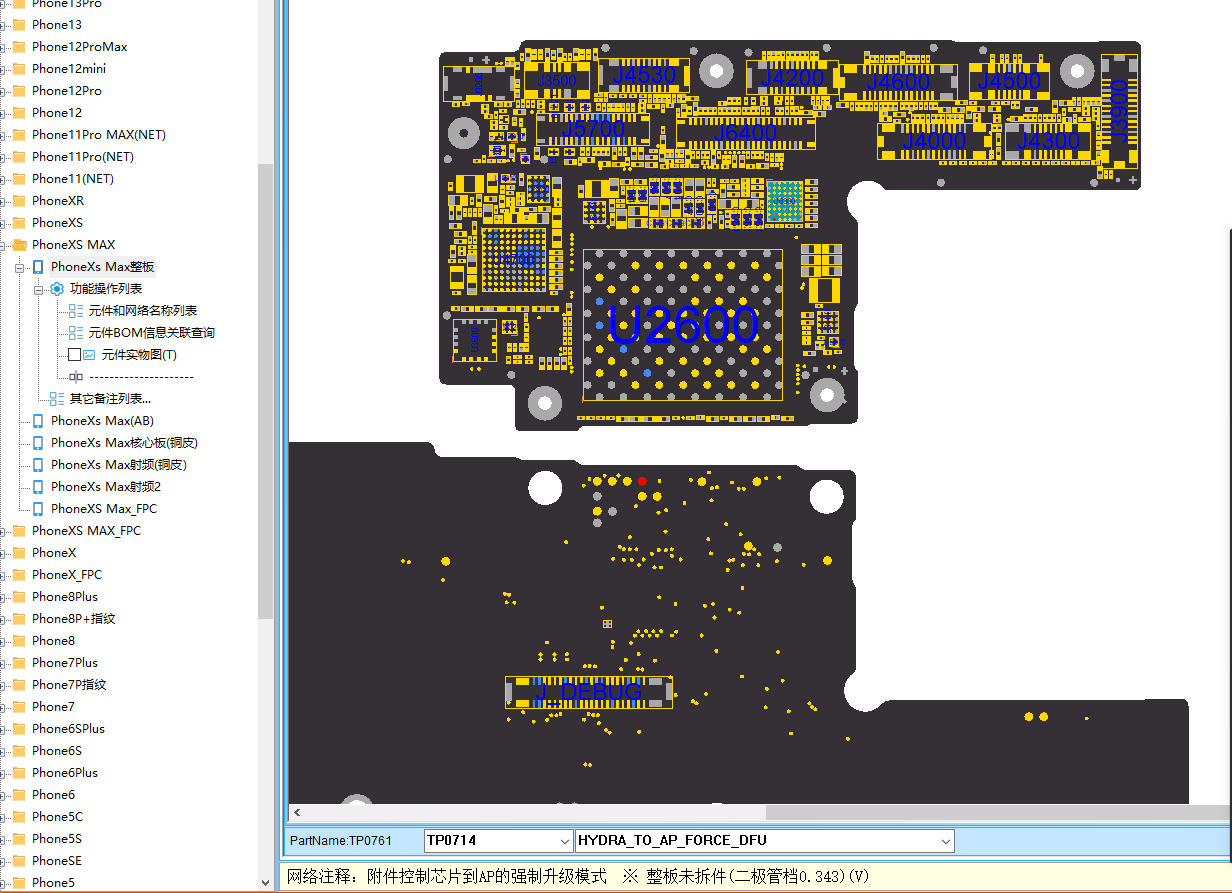 Phone13Pro
Phone13
Phone12ProMax
Phone12mini
Phone12Pro
Phone12
Phone11Pro MAX(NET)
Phone11Pro(NET)
Phone11(NET)
PhoneXR
PhoneXS
PhoneXS MAX
PhoneXs Max整板
功能操作列表
元件和网络名称列表
元件BOM信息关联查询
元件实物图(T)
--------------------
其它备注列表...
PhoneXs Max(AB)
PhoneXs Max核心板(铜皮)
PhoneXs Max射频(铜皮)
PhoneXs Max射频2
PhoneXS Max_FPC
PhoneXS MAX_FPC
PhoneX
PhoneX_FPC
Phone8Plus
Phone8P+指纹
Phone8
Phone7Plus
Phone7P指纹
Phone7
Phone6SPlus
Phone6S
Phone6Plus
Phone6
Phone5C
Phone5S
PhoneSE
Phone5
J3500
J4530
J4200
J4600
J4500
J3900
J5700
J6400
J4000
J4300
U2600
J_DEBUG
PartName:TP0761
TP0714
HYDRA_TO_AP_FORCE_DFU
网络注释：附件控制芯片到AP的强制升级模式 ※ 整板未拆件(二极管档0.343)(V)